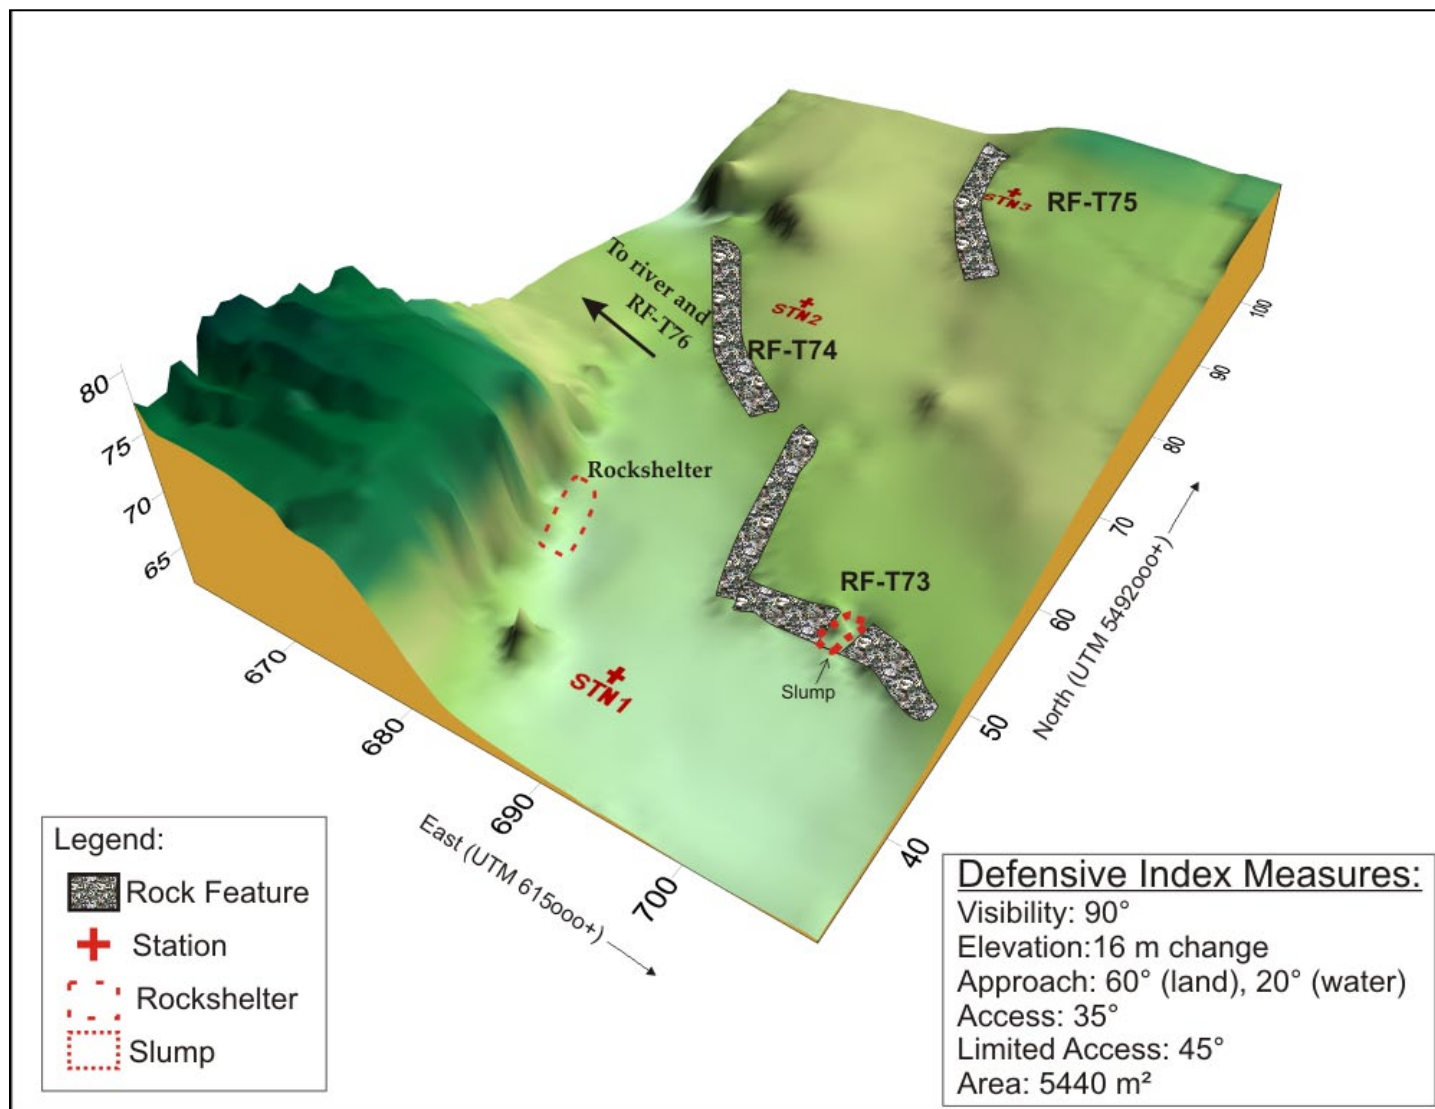 STN3
RF-T75
To river and
RF-T76
STN2
RF-T74
Rockshelter
RF-T73
Slump
STN1
80
75
70
65
670
680
690
700
East (UTM 615ooo+)
40
50
60
70
80
90
100
North (UTM 5492ooo+)
Legend:
Rock Feature
Station
Rockshelter
Slump
Defensive Index Measures:
Visibility: 90°
Elevation:16 m change
Approach: 60° (land), 20° (water)
Access: 35°
Limited Access: 45°
Area: 5440 m²